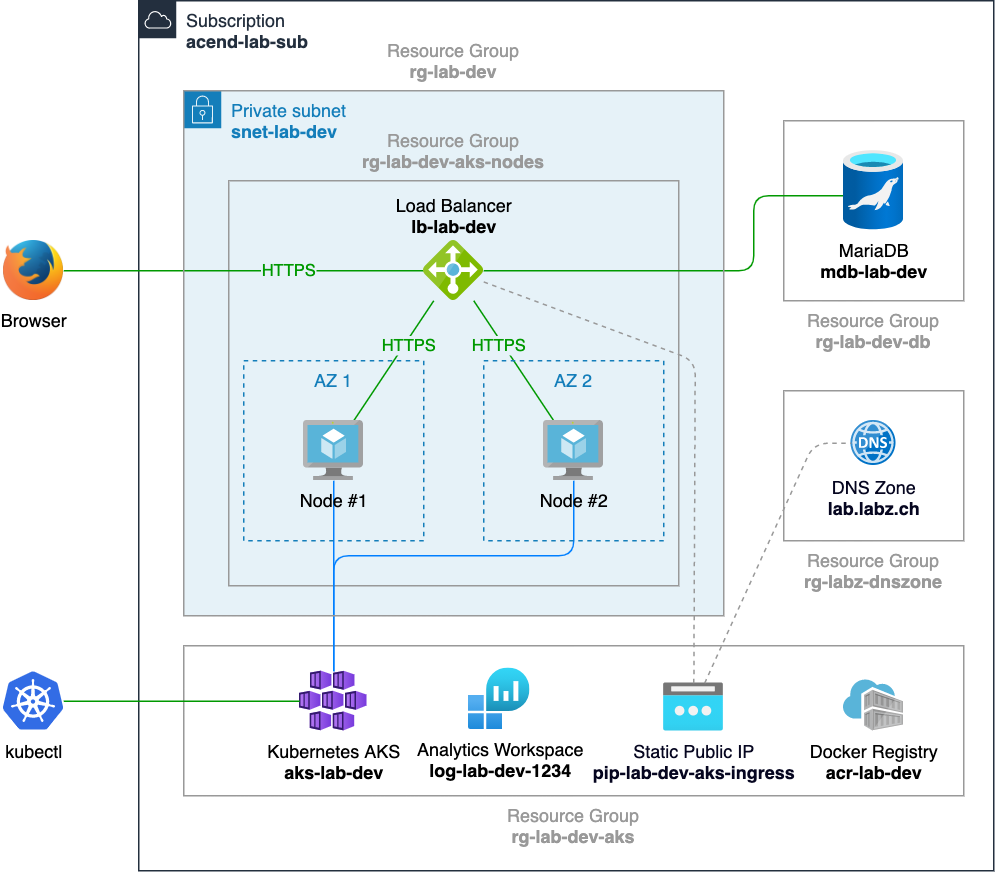 Subscription
acend-lab-sub
Resource Group
rg-lab-dev
Private subnet
snet-lab-dev
Resource Group
rg-lab-dev-aks-nodes
Load Balancer
lb-lab-dev
HTTPS
Browser
MariaDB
mdb-lab-dev
Resource Group
rg-lab-dev-db
HTTPS
HTTPS
AZ 1
AZ 2
Node #1
Node #2
DNS
DNS Zone
lab.labz.ch
Resource Group
rg-labz-dnszone
kubectl
Kubernetes AKS
aks-lab-dev
Analytics Workspace
log-lab-dev-1234
Static Public IP
pip-lab-dev-aks-ingress
Docker Registry
acr-lab-dev
Resource Group
rg-lab-dev-aks